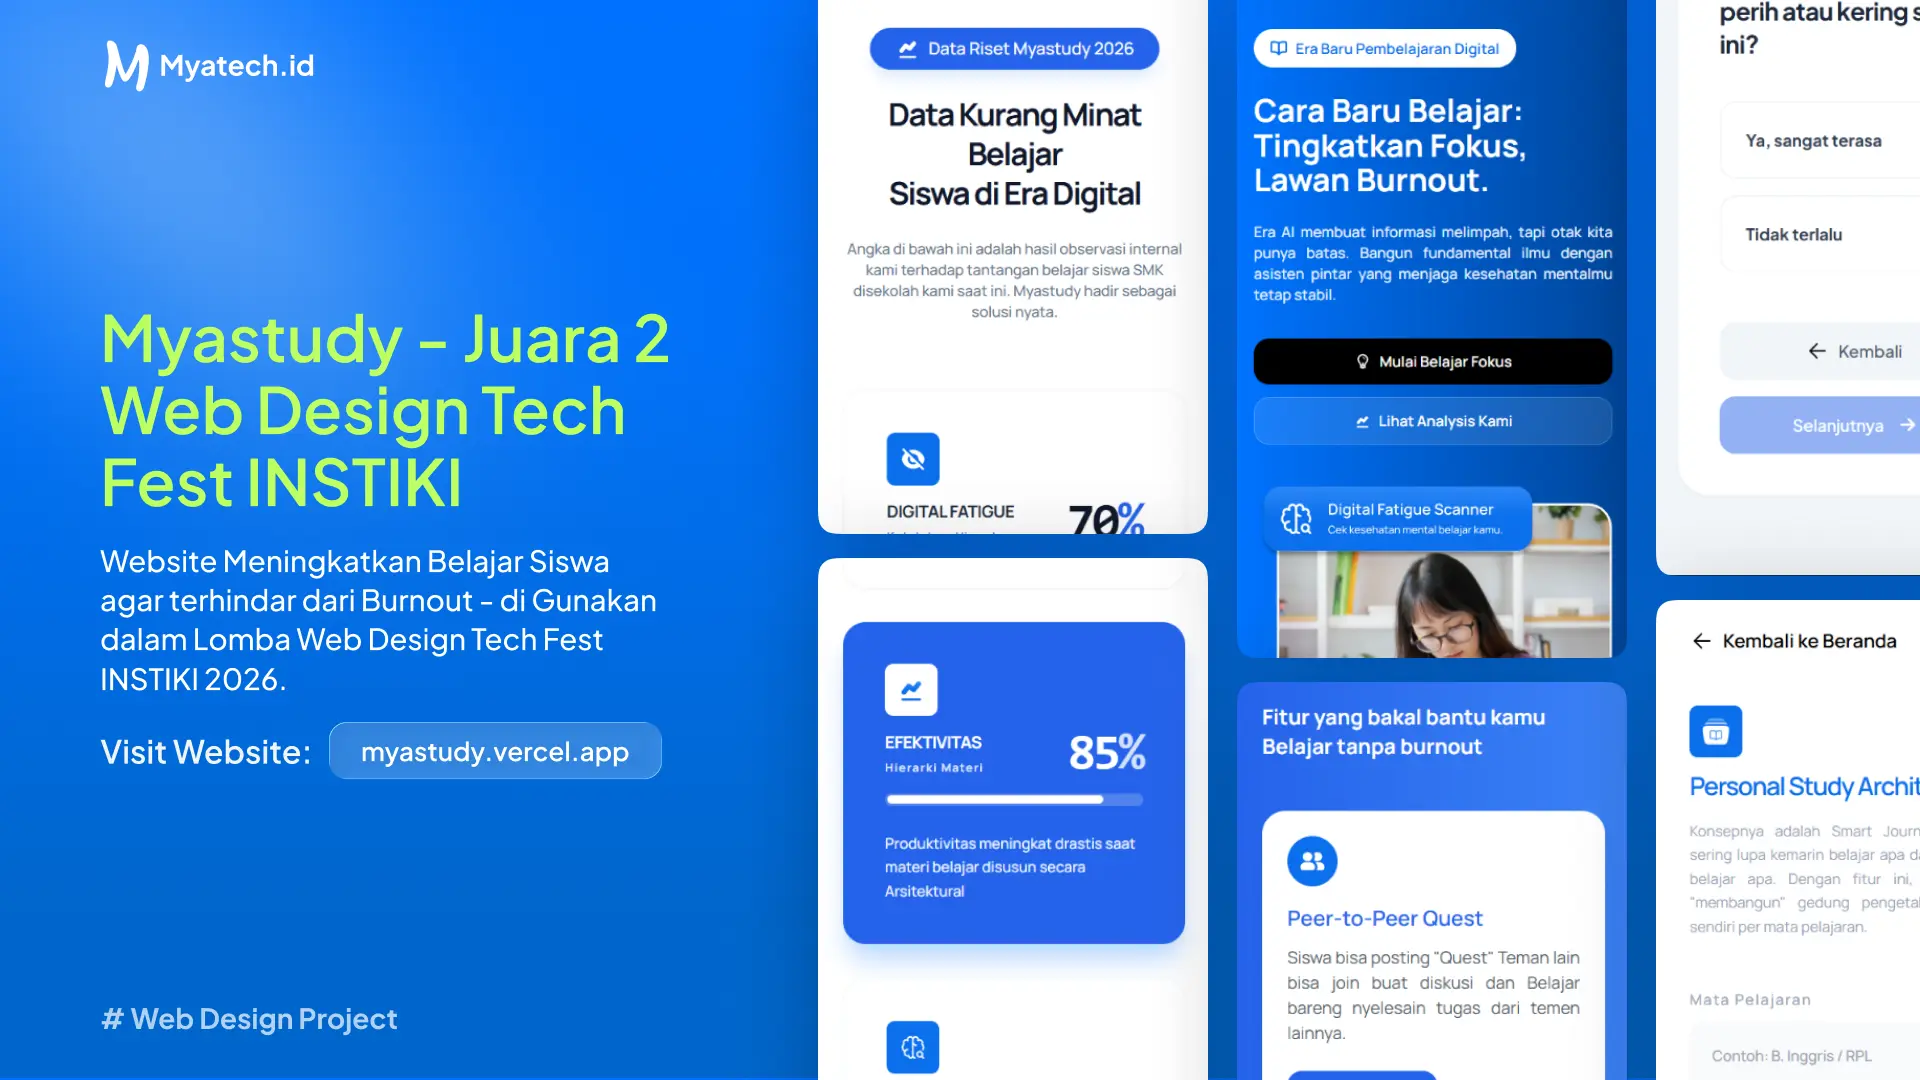 Myatech.id
Myastudy - Juara 2
Web Design Tech
Fest INSTIKI
Website Meningkatkan Belajar Siswa
agar terhindar dari Burnout - di Gunakan
dalam Lomba Web Design Tech Fest
INSTIKI 2026.
Visit Website: myastudy.vercel.app
# Web Design Project
Data Riset Myastudy 2026
Data Kurang Minat
Belajar
Siswa di Era Digital
Angka di bawah ini adalah hasil observasi internal
kami terhadap tantangan belajar siswa SMK
disekolah kami saat ini. Myastudy hadir sebagai
solusi nyata.
DIGITAL FATIGUE
70%
EFEKTIVITAS
Hierarki Materi
85%
Produktivitas meningkat drastis saat
materi belajar disusun secara
Arsitektural
Era Baru Pembelajaran Digital
Cara Baru Belajar:
Tingkatkan Fokus,
Lawan Burnout.
Era AI membuat informasi melimpah, tapi otak kita
punya batas. Bangun fundamental ilmu dengan
asisten pintar yang menjaga kesehatan mentalmu
tetap stabil.
Mulai Belajar Fokus
Lihat Analysis Kami
Digital Fatigue Scanner
Cek kesehatan mental belajar kamu.
Fitur yang bakal bantu kamu
Belajar tanpa burnout
Peer-to-Peer Quest
Siswa bisa posting "Quest" Teman lain
bisa join buat diskusi dan Belajar
bareng nyelesain tugas dari temen
lainnya.
perih atau kering
ini?
Ya, sangat terasa
Tidak terlalu
Kembali
Selanjutnya
Kembali ke Beranda
Personal Study Archit
Konsepnya adalah Smart Journ
sering lupa kemarin belajar apa
belajar apa. Dengan fitur ini,
"membangun" gedung pengeta
sendiri per mata pelajaran.
Mata Pelajaran
Contoh: B. Inggris / RPL